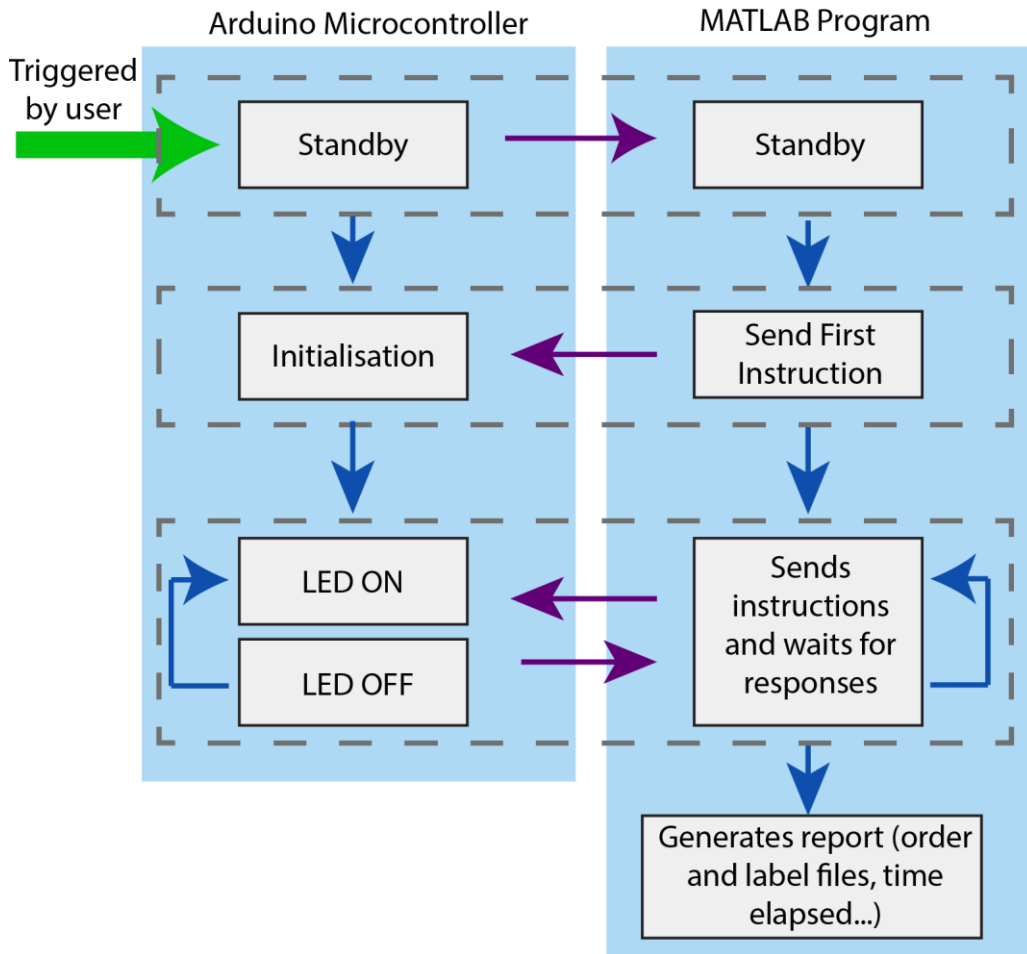 Arduino Microcontroller
MATLAB Program
Triggered
by user
Standby
Standby
Initialisation
Send First
Instruction
LED ON
LED OFF
Sends
instructions
and waits for
responses
Generates report (order
and label files, time
elapsed...)